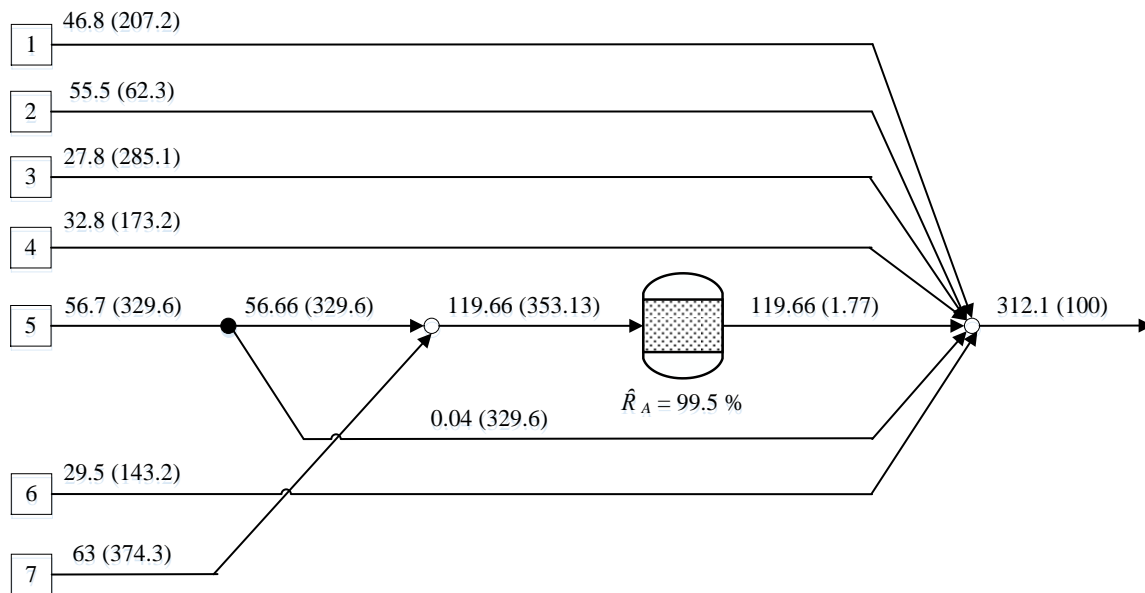 1 46.8 (207.2)
2 55.5 (62.3)
3 27.8 (285.1)
4 32.8 (173.2)
5 56.7 (329.6) 56.66 (329.6) 119.66 (353.13) 119.66 (1.77) 312.1 (100)
R̂ A = 99.5 %
0.04 (329.6)
6 29.5 (143.2)
7 63 (374.3)